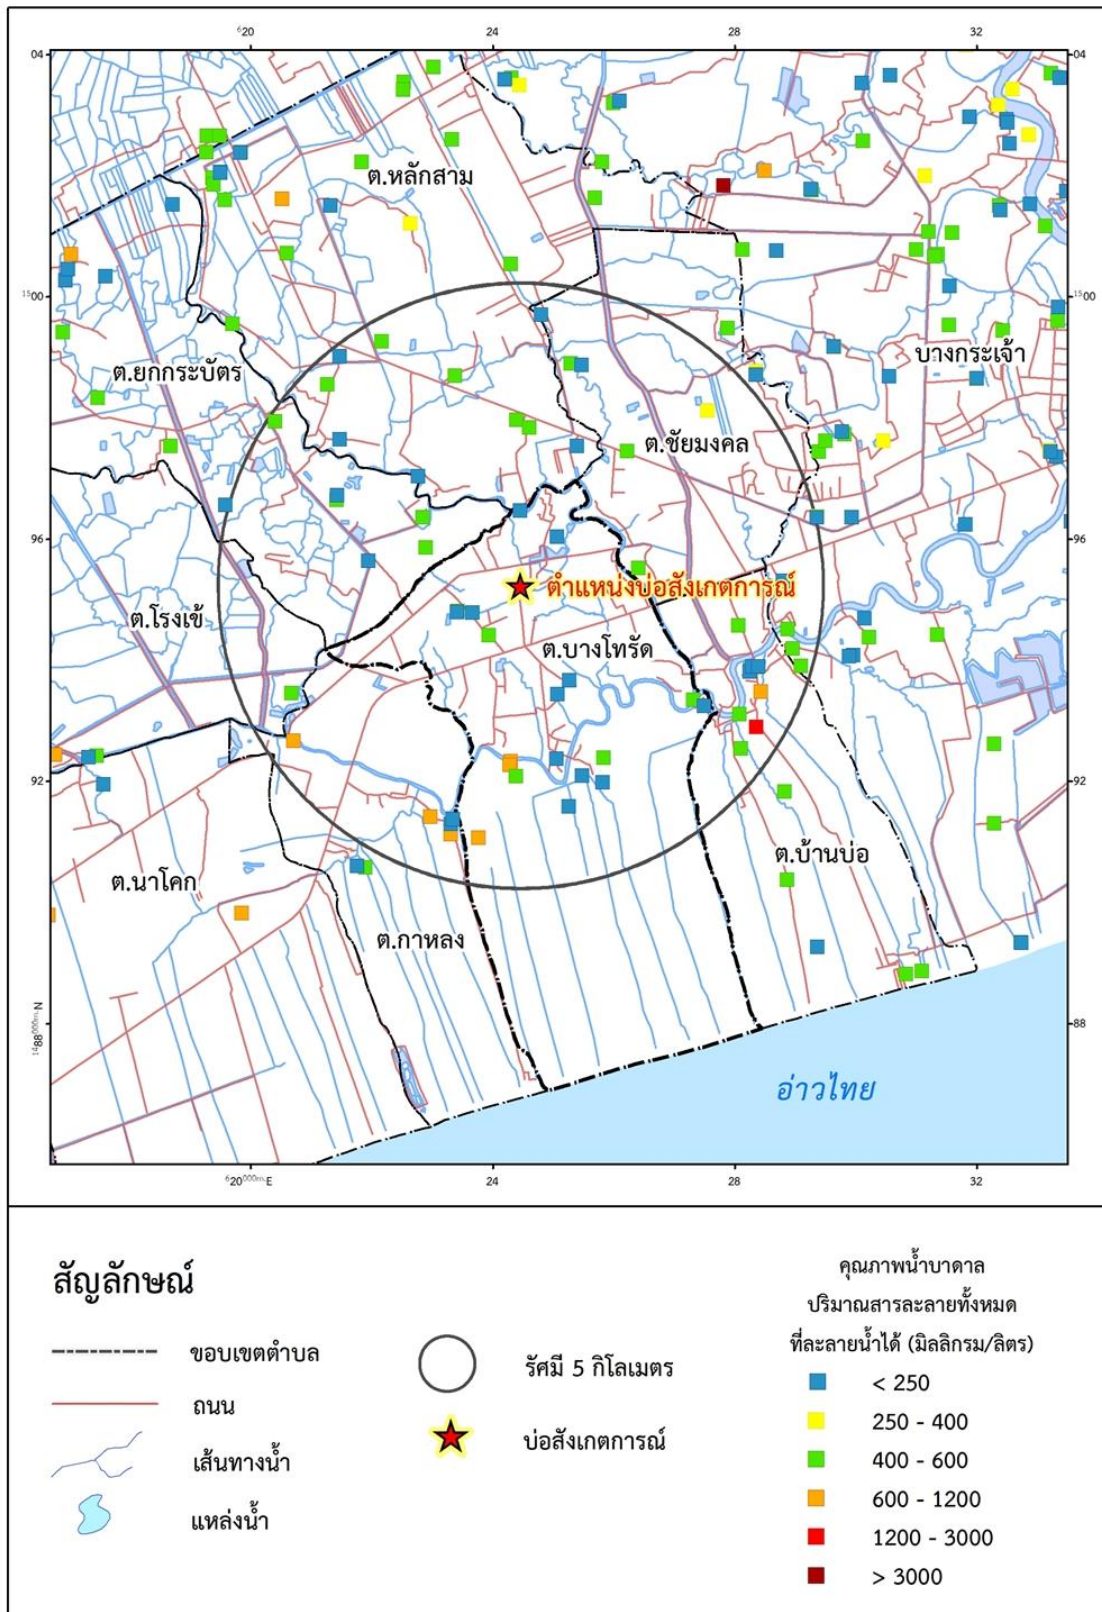 ⁶20
24
28
32
04
04
ต.หลักสาม
¹⁵00
¹⁵00
บางกระเจ้า
ต.ยกกระบัตร
ต.ชัยมงคล
96
96
ตำแหน่งบ่อสังเกตการณ์
ต.โรงเข้
ต.บางโทรัด
92
92
ต.บ้านบ่อ
ต.นาโคก
ต.กาหลง
¹⁴88⁰⁰⁰ᵐ·N
88
อ่าวไทย
⁶20⁰⁰⁰ᵐ·E
24
28
32
สัญลักษณ์
ขอบเขตตำบล
ถนน
เส้นทางน้ำ
แหล่งน้ำ
รัศมี 5 กิโลเมตร
บ่อสังเกตการณ์
คุณภาพน้ำบาดาล
ปริมาณสารละลายทั้งหมด
ที่ละลายน้ำได้ (มิลลิกรม/ลิตร)
< 250
250 - 400
400 - 600
600 - 1200
1200 - 3000
> 3000